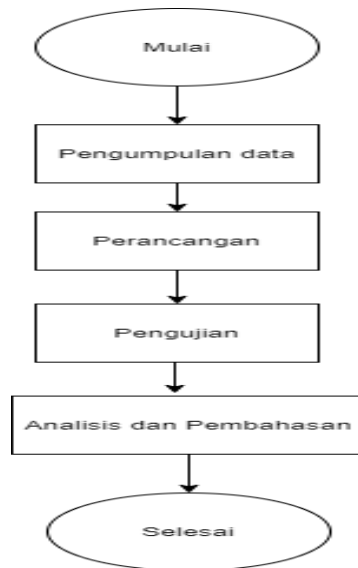 Mulai
Pengumpulan data
Perancangan
Pengujian
Analisis dan Pembahasan
Selesai